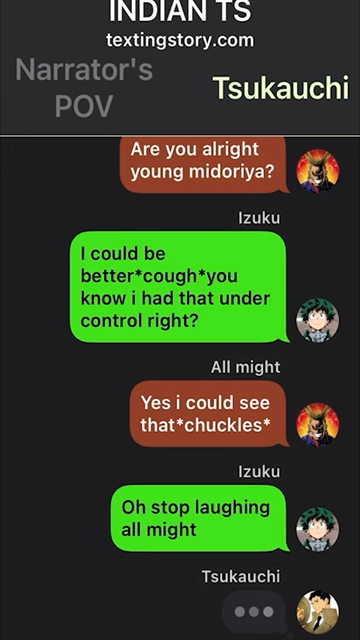 INDIAN TS
textingstory.com
Narrator's
POV
Tsukauchi
Are you alright
young midoriya?
Izuku
I could be
better*cough*you
know i had that under
control right?
All might
Yes i could see
that*chuckles*
Izuku
Oh stop laughing
all might
Tsukauchi